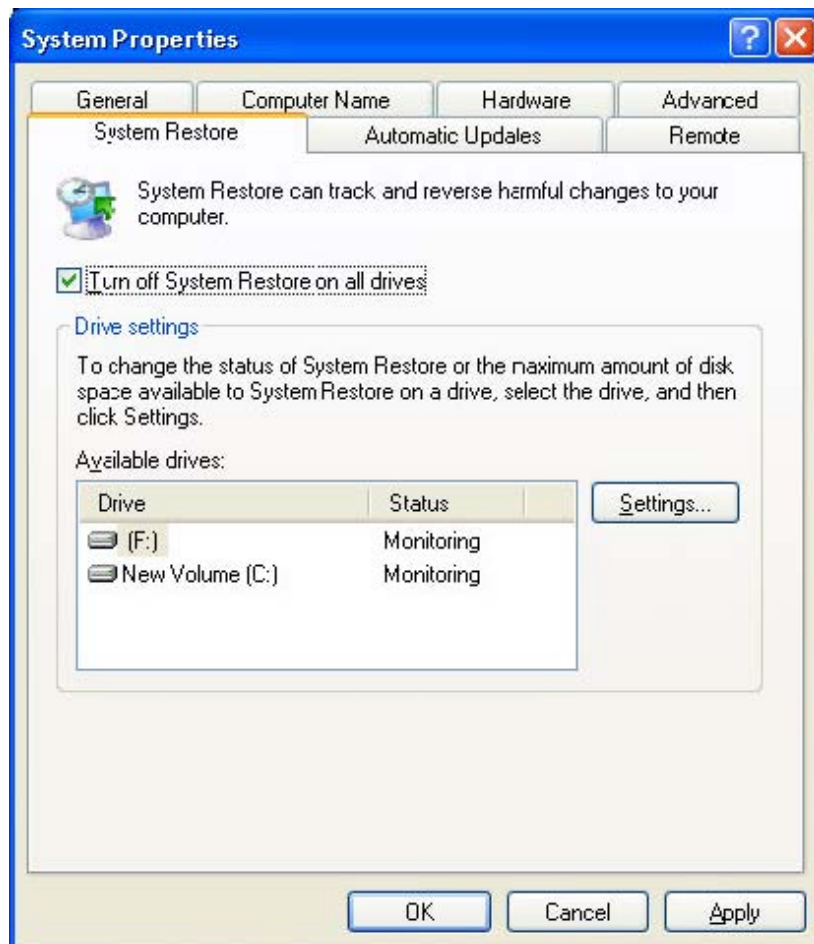 System Properties
General Computer Name Hardware Advanced
System Restore Automatic Updates Remote
System Restore can track and reverse harmful changes to your
computer.
Turn off System Restore on all drives
Drive settings
To change the status of System Restore or the maximum amount of disk
space available to System Restore on a drive, select the drive, and then
click Settings.
Available drives:
Drive Status
Settings...
(F:) Monitoring
New Volume (C:) Monitoring
OK Cancel Apply